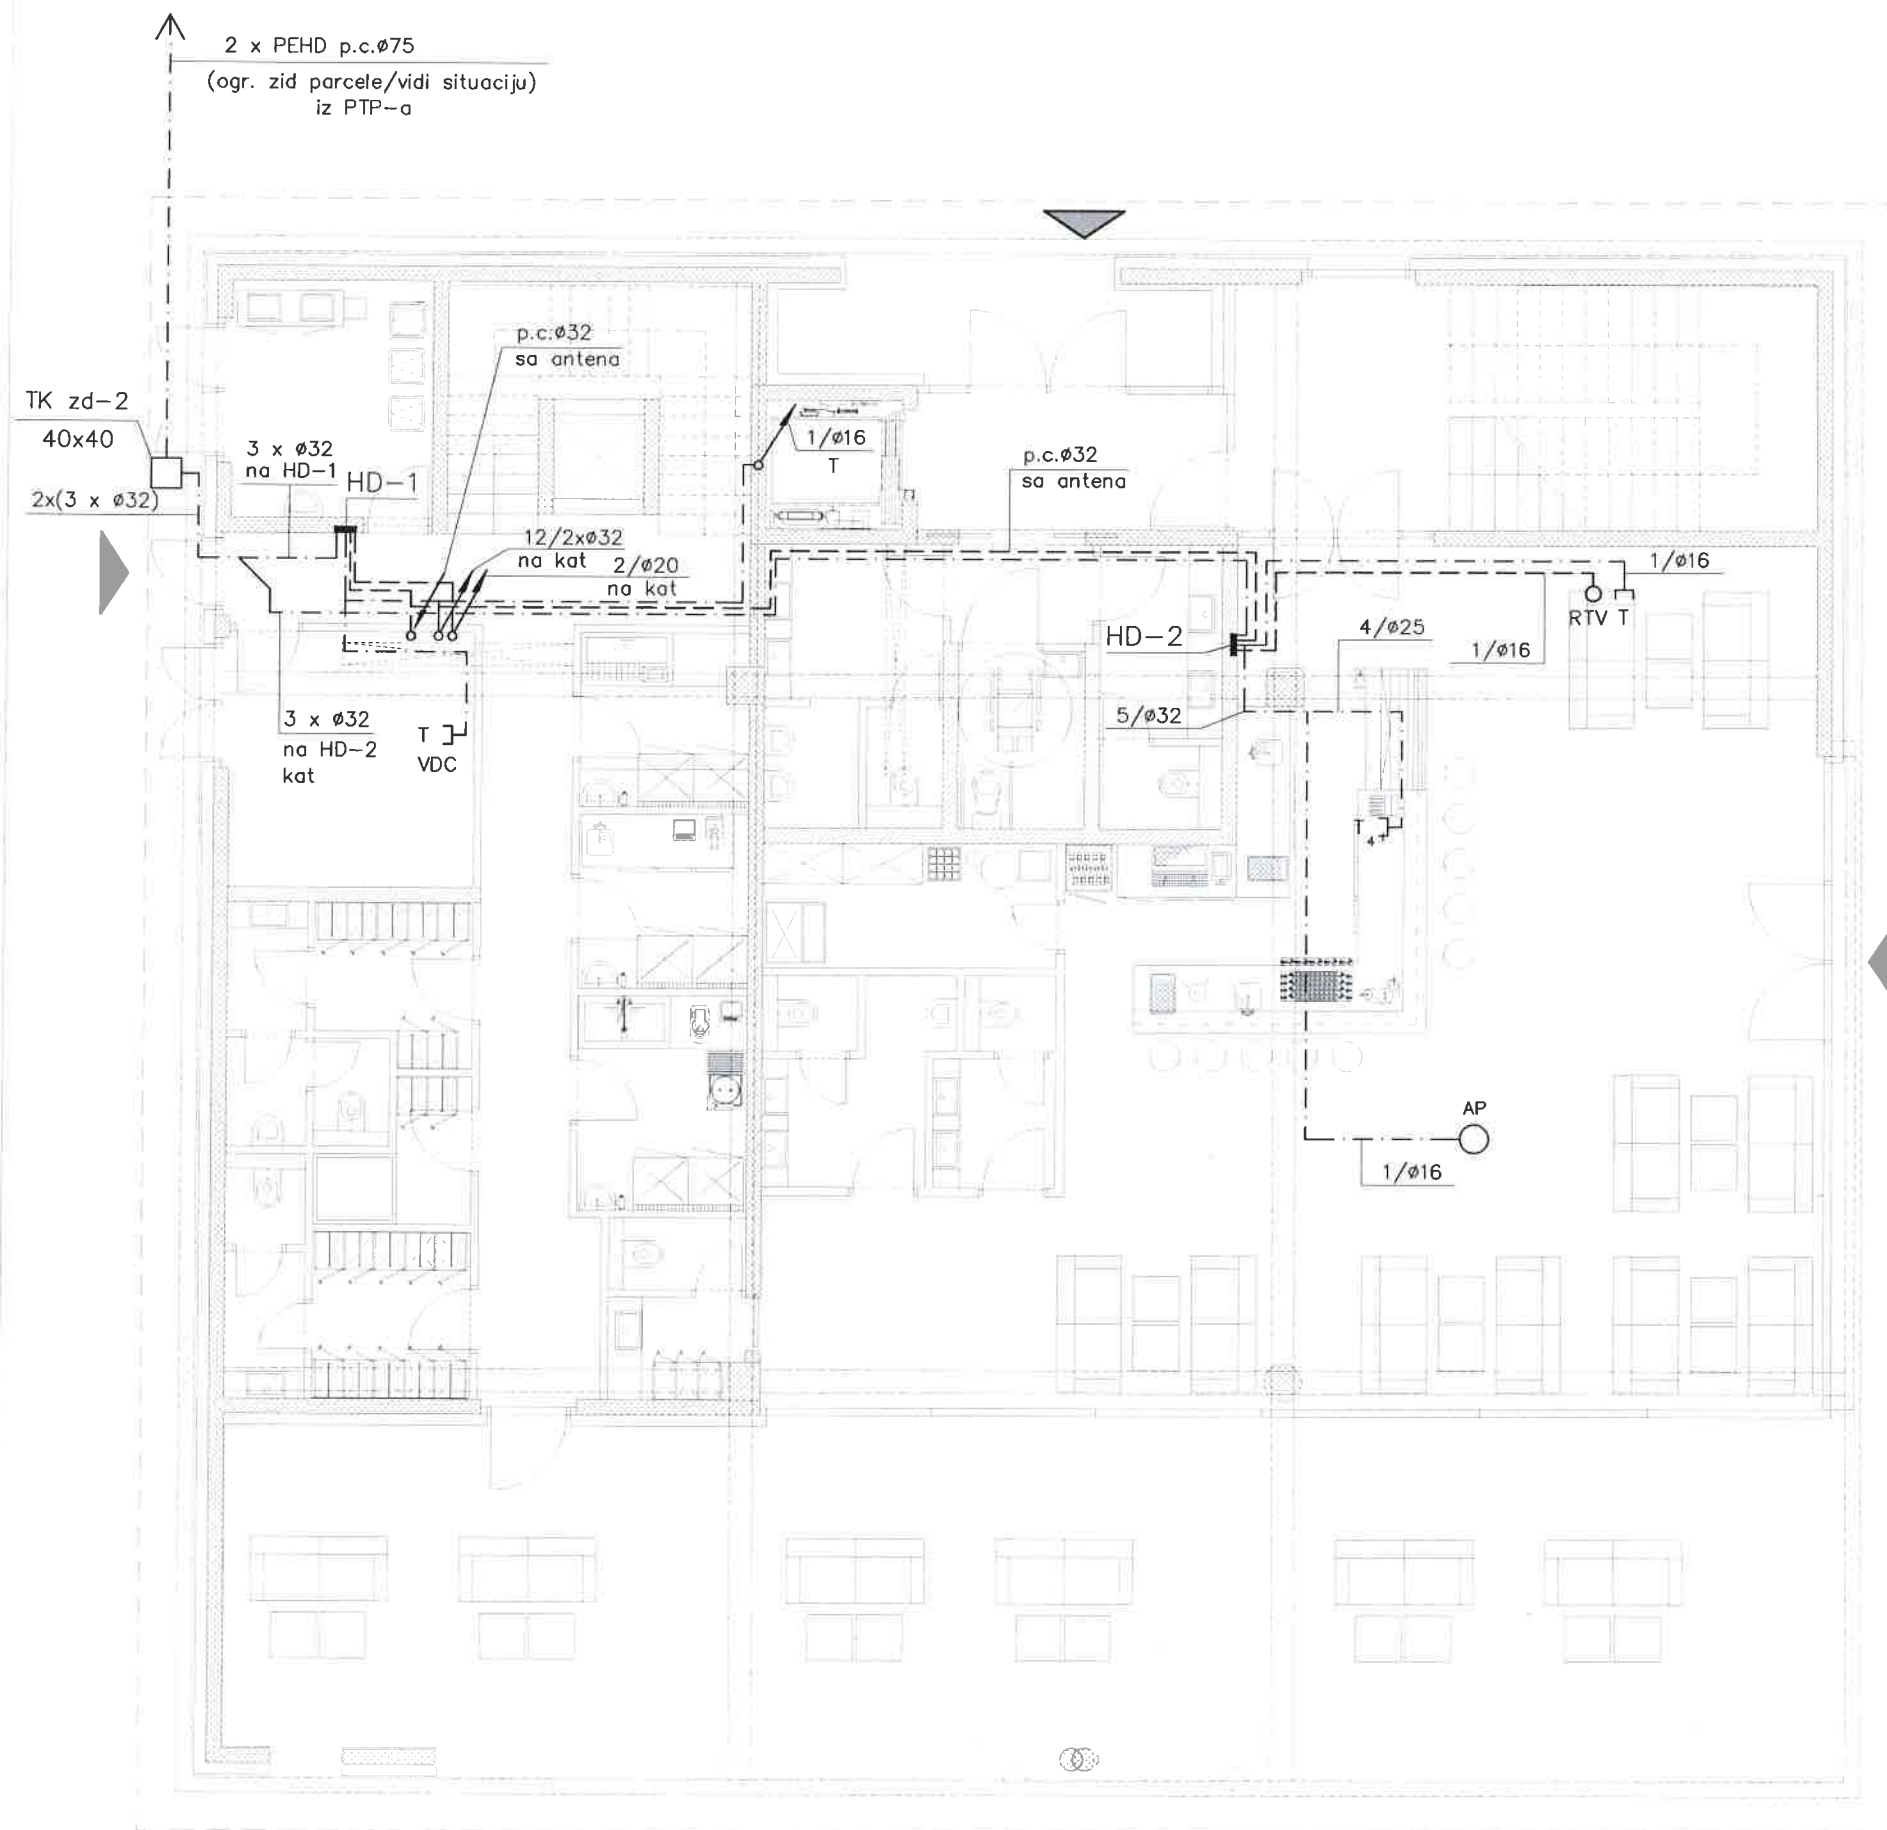 2 x PEHD p.c.ø75
(ogr. zid parcele/vidi situaciju)
iz PTP-a
p.c.ø32
sa antena
TK zd-2
40x40
3 x ø32
na HD-1
HD-1
2x(3 x ø32)
1/ø16
T
p.c.ø32
sa antena
12/2xø32
na kat
2/ø20
na kat
1/ø16
RTV T
HD-2
4/ø25
1/ø16
5/ø32
3 x ø32
na HD-2
kat
T
VDC
T
4
AP
1/ø16